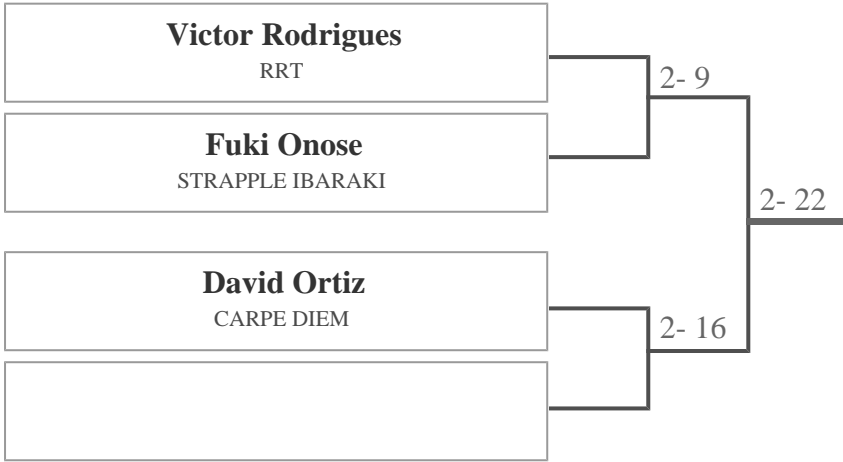 Victor Rodrigues
RRT
2- 9
Fuki Onose
STRAPPLE IBARAKI
2- 22
David Ortiz
CARPE DIEM
2- 16